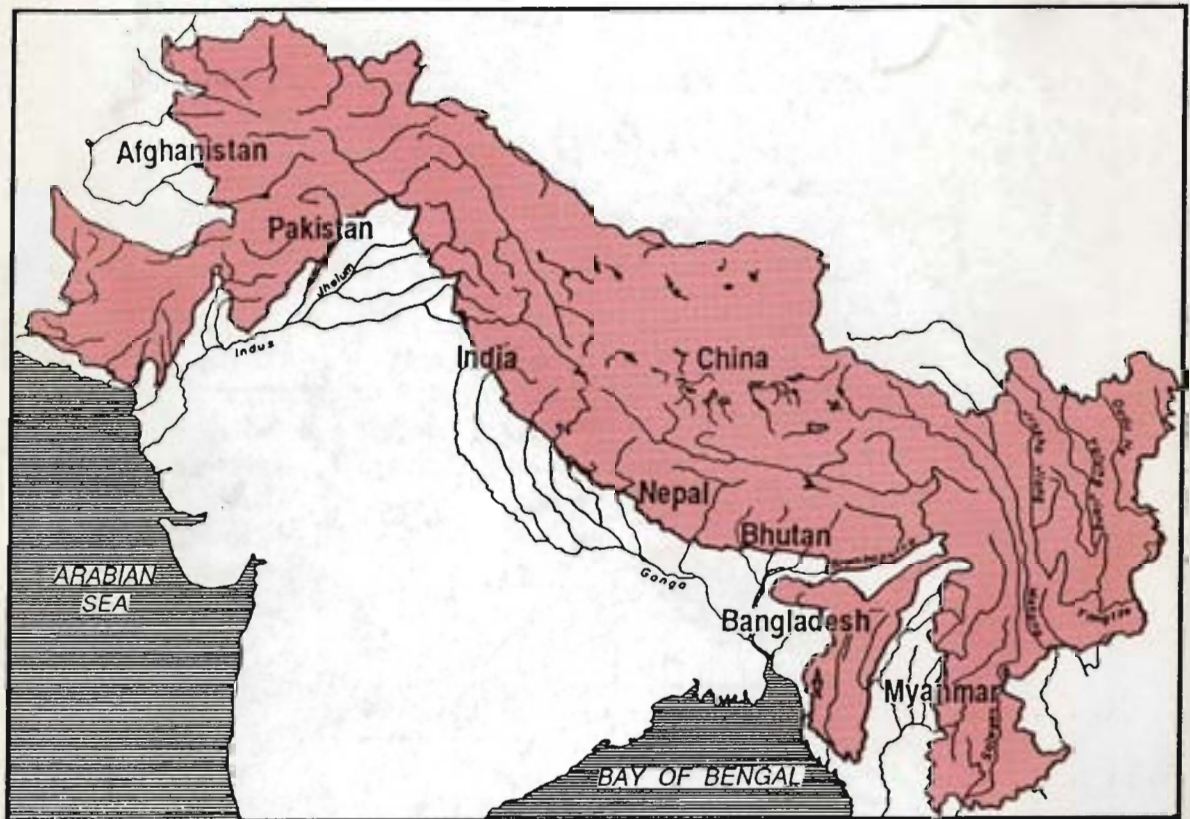 Afghanistan
Pakistan
Jhelum
Indus
India
China
Nepal
Bhutan
Ganga
ARABIAN
SEA
Bangladesh
Myanmar
BAY OF BENGAL